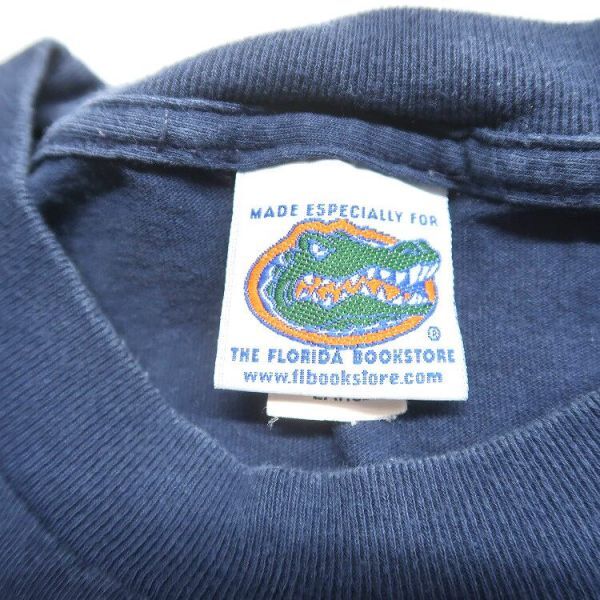 MADE ESPECIALLY FOR
®
THE FLORIDA BOOKSTORE
www.flbookstore.com